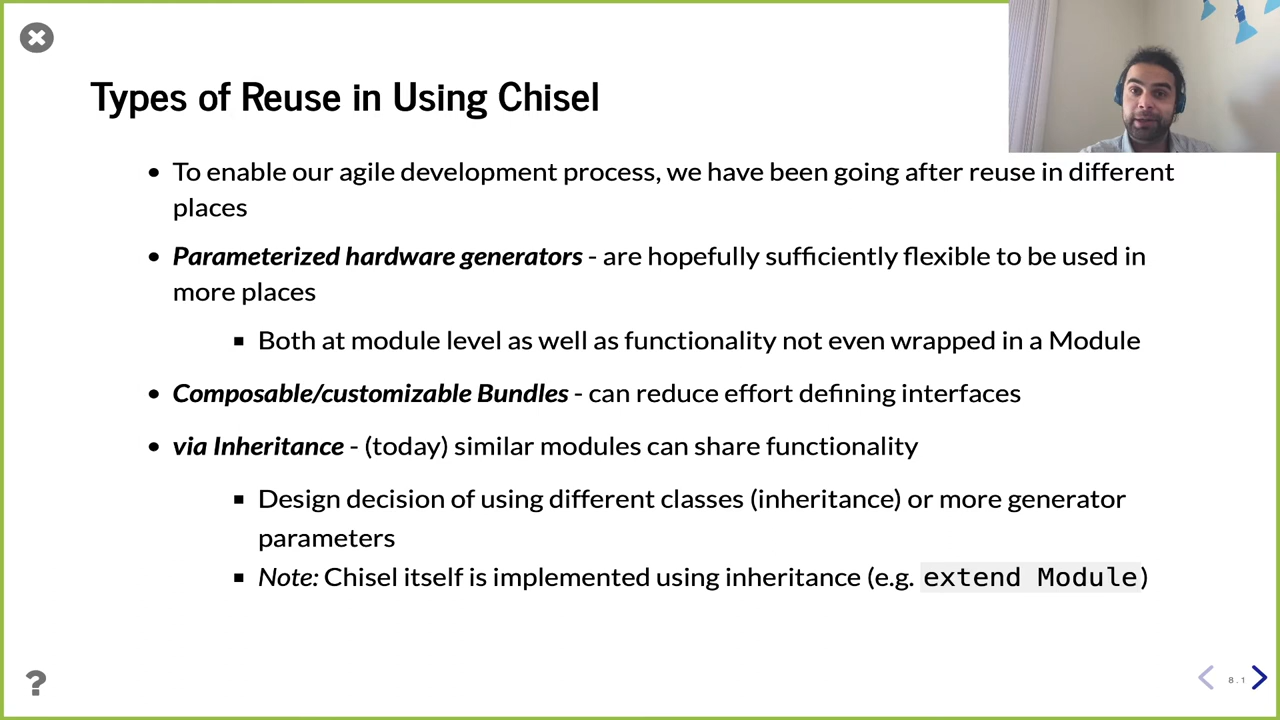 Types of Reuse in Using Chisel
• To enable our agile development process, we have been going after reuse in different
places
• Parameterized hardware generators - are hopefully sufficiently flexible to be used in
more places
▪ Both at module level as well as functionality not even wrapped in a Module
• Composable/customizable Bundles - can reduce effort defining interfaces
• via Inheritance - (today) similar modules can share functionality
▪ Design decision of using different classes (inheritance) or more generator
parameters
▪ Note: Chisel itself is implemented using inheritance (e.g. extend Module)
?
8.1